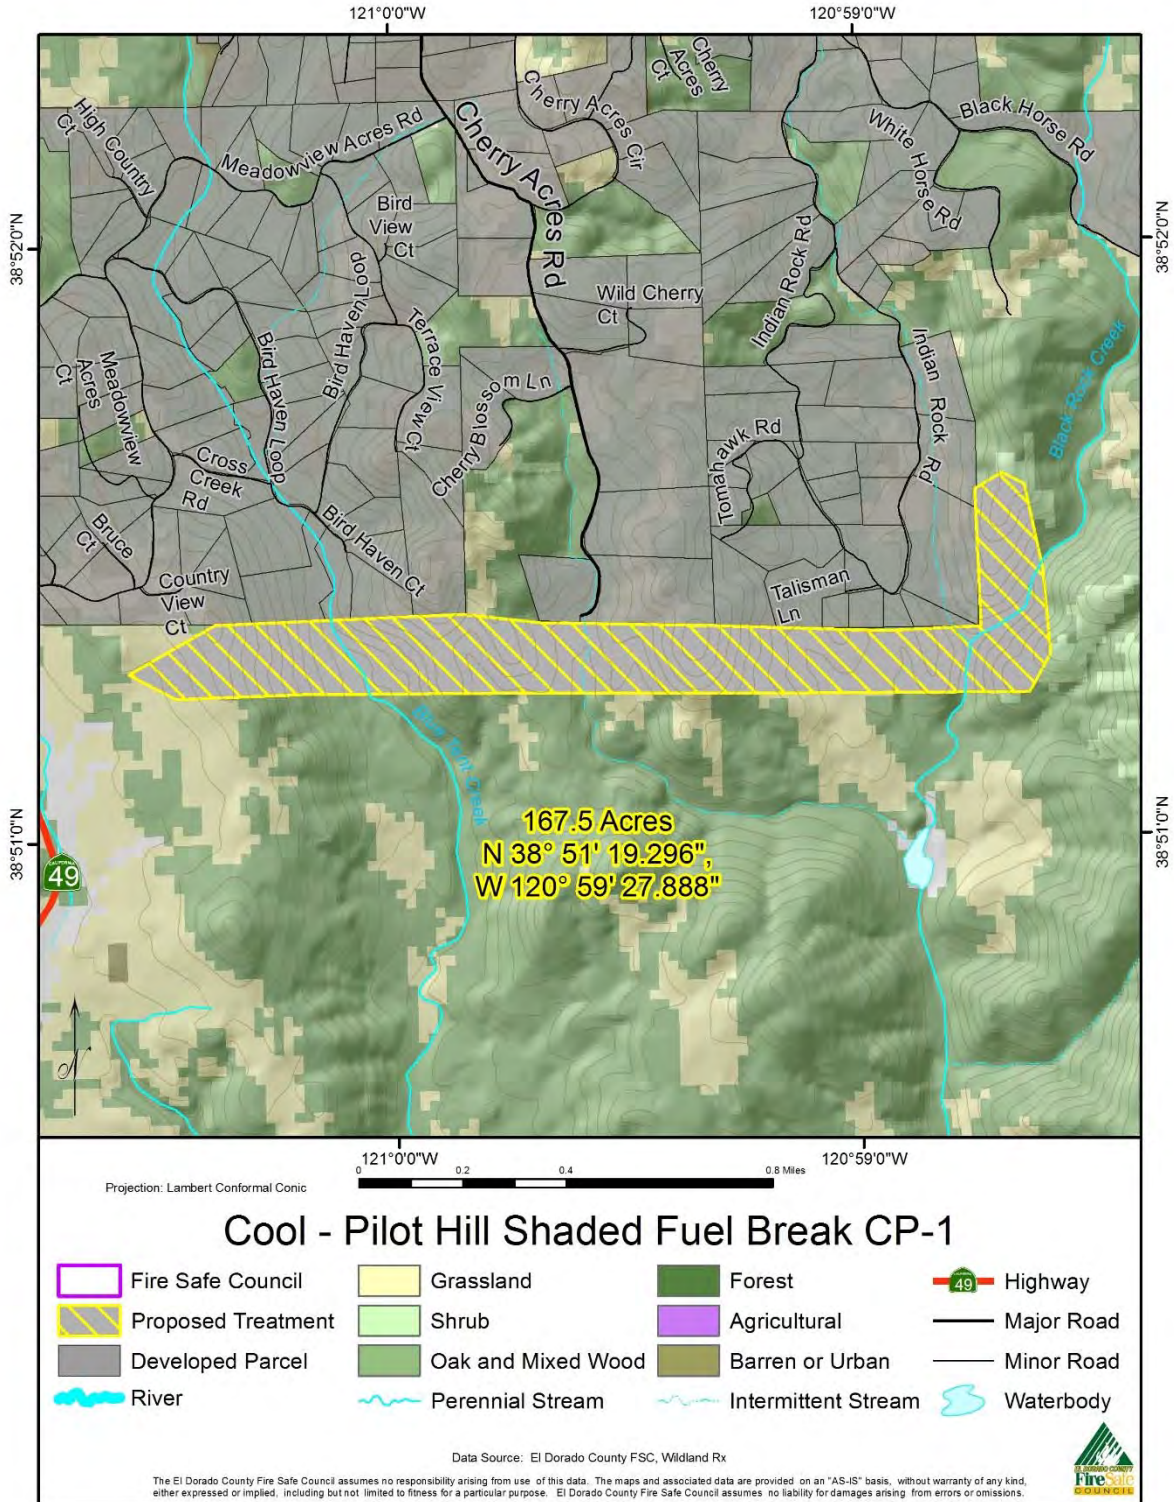 121°0'0"W
120°59'0"W
38°52'0"N
38°52'0"N
38°51'0"N
38°51'0"N
High Country
Ct
Meadowview Acres Rd
Cherry Acres Rd
Cherry Acres Cir
Cherry
Acres
Ct
Black Horse Rd
White Horse Rd
Bird
View
Ct
Bird Haven Loop
Bird Haven Loop
Terrace View Ct
Wild Cherry
Ct
Indian Rock Rd
Indian Rock Rd
Black Rock Creek
Meadowview
Acres
Ct
Cherry Blossom Ln
Tomahawk Rd
Cross
Creek
Rd
Bruce
Ct
Bird Haven Ct
Country
View
Ct
Talisman
Ln
Creek
167.5 Acres
N 38° 51' 19.296",
W 120° 59' 27.888"
CALIFORNIA
49
N
121°0'0"W
120°59'0"W
0 0.2 0.4 0.8 Miles
Projection: Lambert Conformal Conic
Cool - Pilot Hill Shaded Fuel Break CP-1
Fire Safe Council
Grassland
Forest
49 Highway
Proposed Treatment
Shrub
Agricultural
Major Road
Developed Parcel
Oak and Mixed Wood
Barren or Urban
Minor Road
River
Perennial Stream
Intermittent Stream
Waterbody
Data Source: El Dorado County FSC, Wildland Rx
The El Dorado County Fire Safe Council assumes no responsibility arising from use of this data. The maps and associated data are provided on an "AS-IS" basis, without warranty of any kind,
either expressed or implied, including but not limited to fitness for a particular purpose. El Dorado County Fire Safe Council assumes no liability for damages arising from errors or omissions.
EL DORADO COUNTY
Fire Safe
COUNCIL